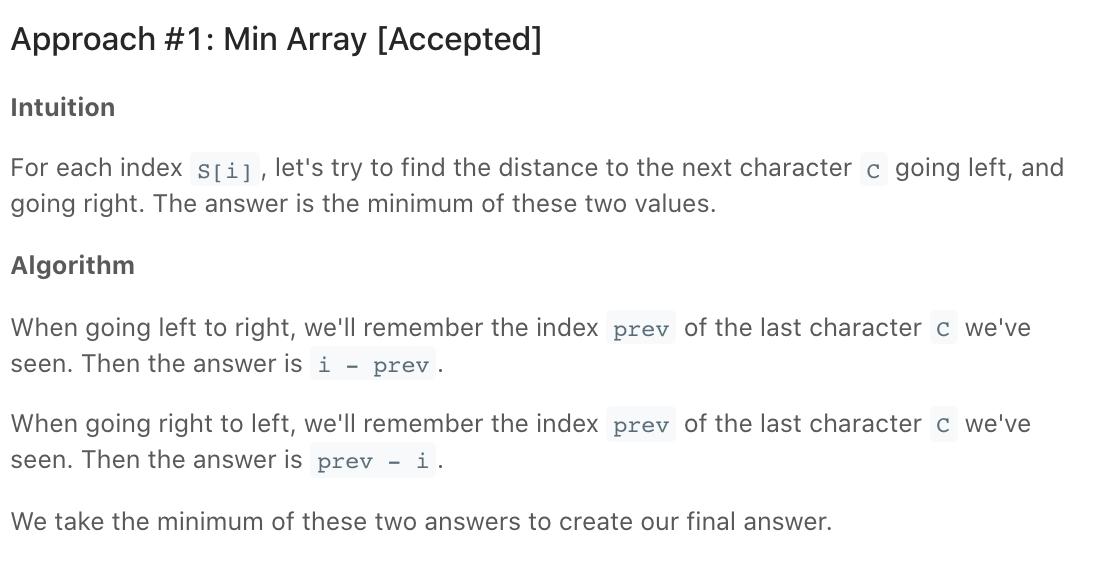 Approach #1: Min Array [Accepted]
Intuition
For each index S[i], let's try to find the distance to the next character C going left, and
going right. The answer is the minimum of these two values.
Algorithm
When going left to right, we'll remember the index prev of the last character C we've
seen. Then the answer is i - prev.
When going right to left, we'll remember the index prev of the last character C we've
seen. Then the answer is prev - i.
We take the minimum of these two answers to create our final answer.